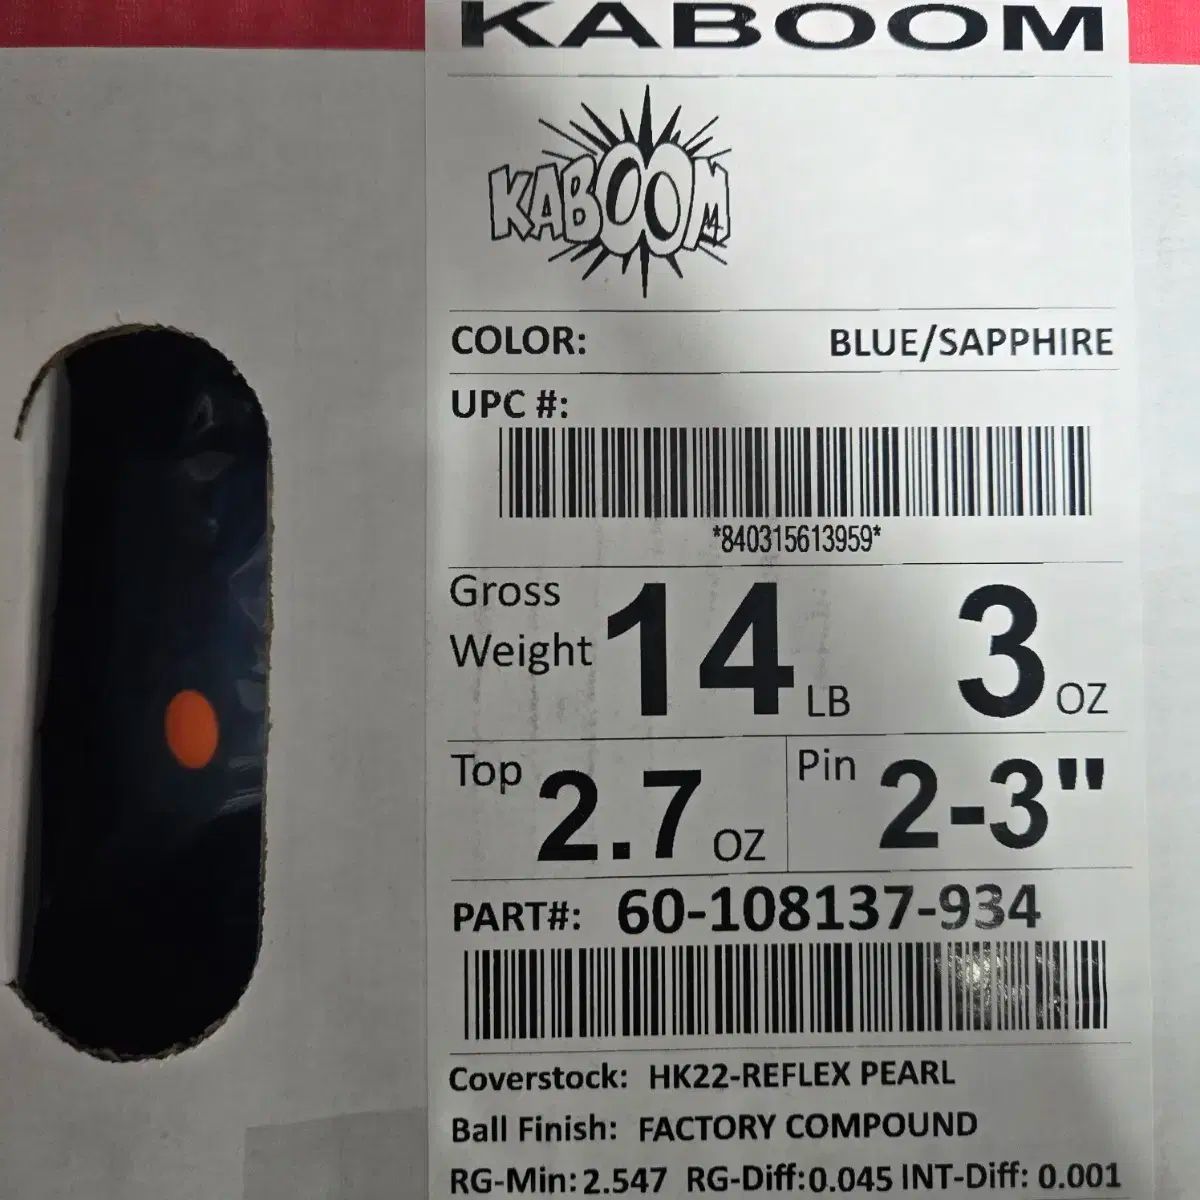 KABOOM
KABOOM
COLOR: BLUE/SAPPHIRE
UPC #:
*840315613959*
Gross Weight 14 LB 3 OZ
Top 2.7 OZ Pin 2-3"
PART#: 60-108137-934
Coverstock: HK22-REFLEX PEARL
Ball Finish: FACTORY COMPOUND
RG-Min: 2.547 RG-Diff:0.045 INT-Diff: 0.001